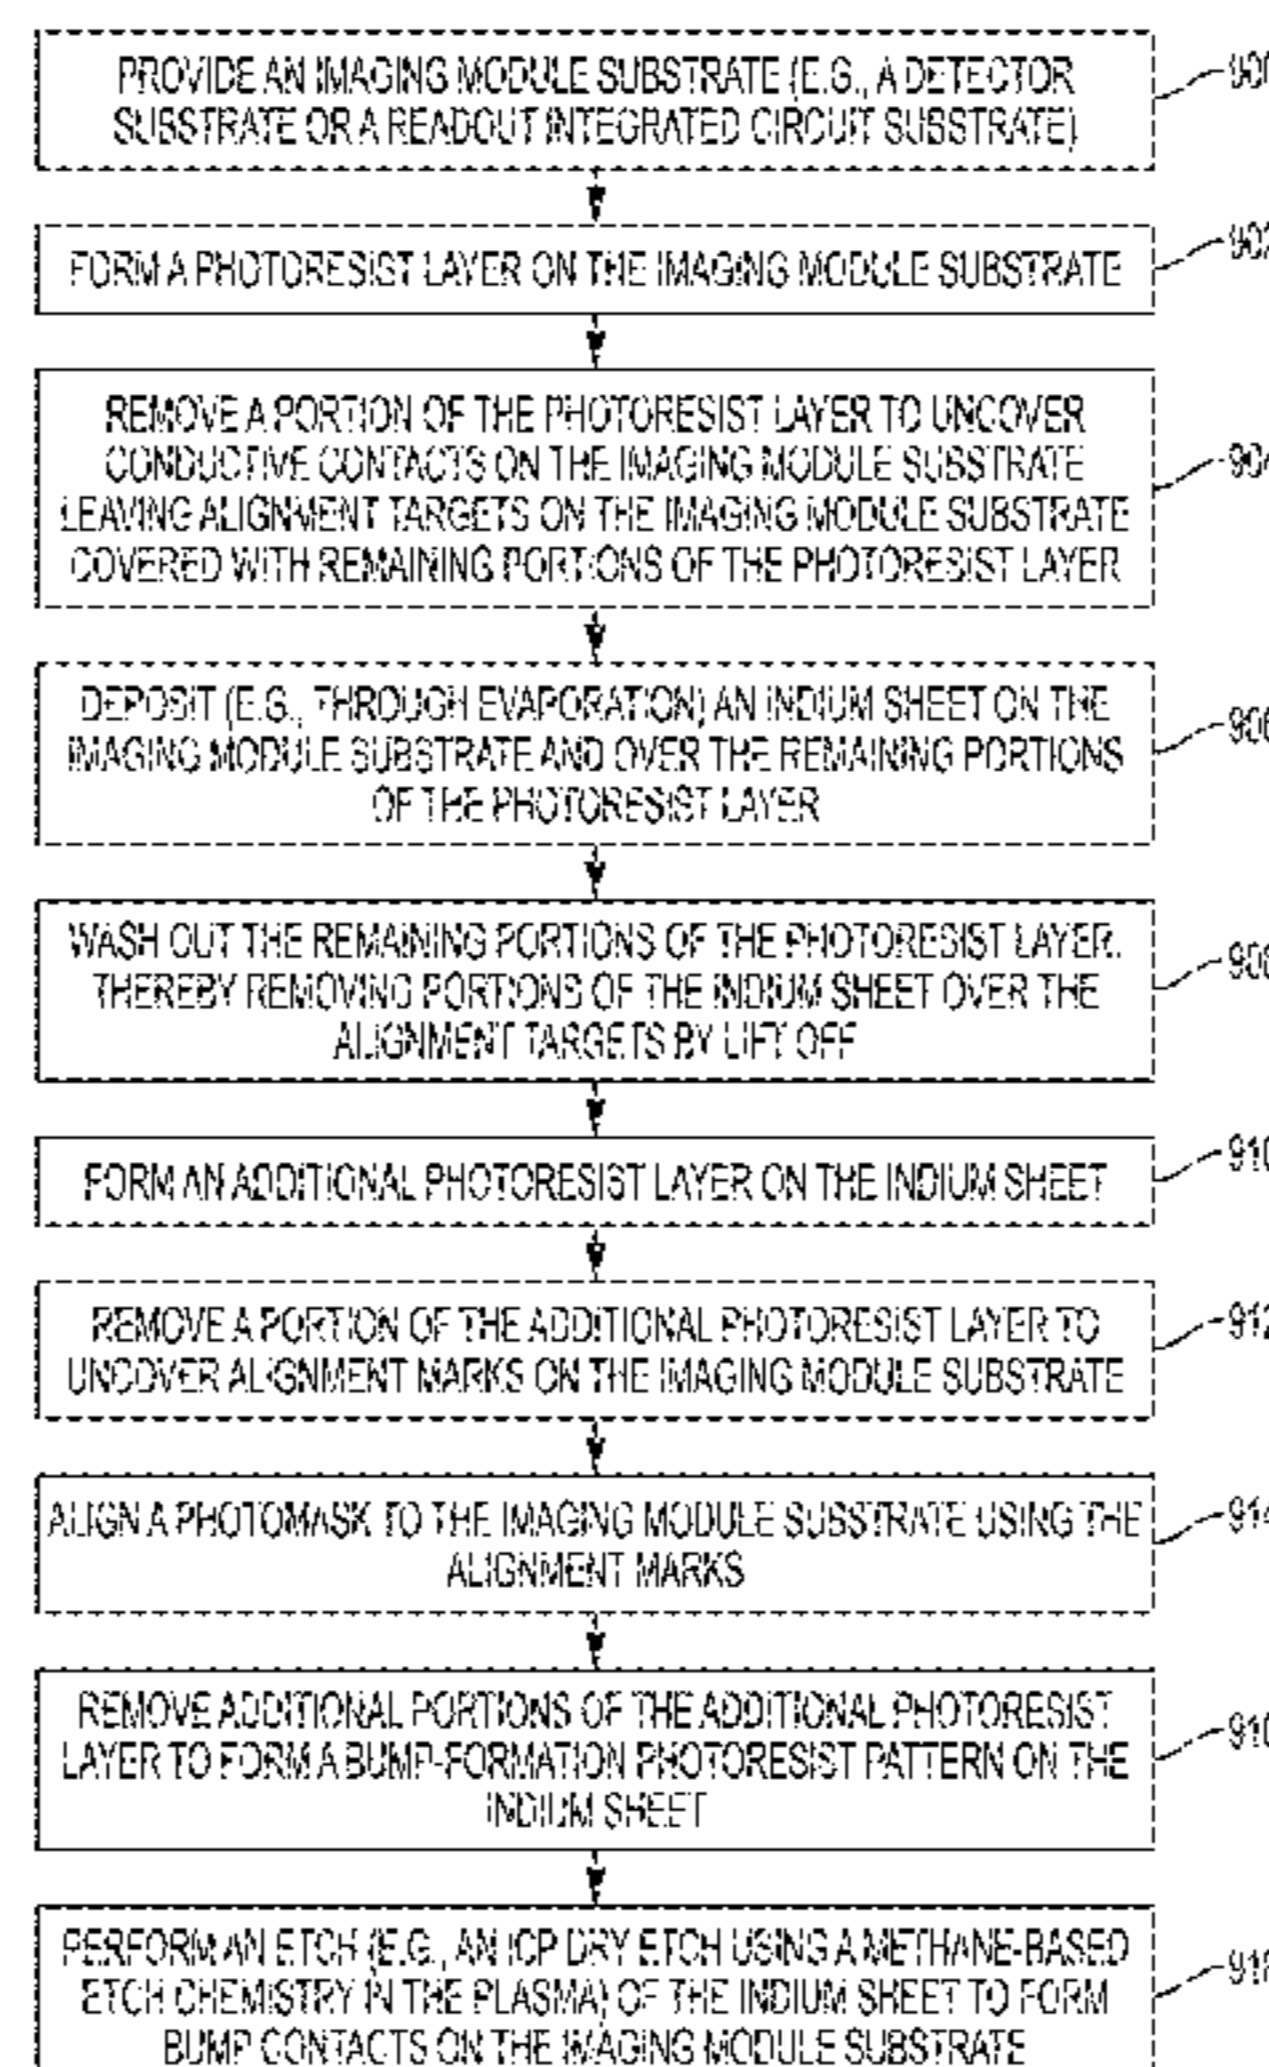 PROVIDE AN IMAGING MODULE SUBSTRATE (E.G., A DETECTOR
SUBSTRATE OR A READOUT INTEGRATED CIRCUIT SUBSTRATE)
FORM A PHOTORESIST LAYER ON THE IMAGING MODULE SUBSTRATE
REMOVE A PORTION OF THE PHOTORESIST LAYER TO UNCOVER
CONDUCTIVE CONTACTS ON THE IMAGING MODULE SUBSTRATE
LEAVING ALIGNMENT TARGETS ON THE IMAGING MODULE SUBSTRATE
COVERED WITH REMAINING PORTIONS OF THE PHOTORESIST LAYER
DEPOSIT (E.G., THROUGH EVAPORATION) AN INDIUM SHEET ON THE
IMAGING MODULE SUBSTRATE AND OVER THE REMAINING PORTIONS
OF THE PHOTORESIST LAYER
WASH OUT THE REMAINING PORTIONS OF THE PHOTORESIST LAYER,
THEREBY REMOVING PORTIONS OF THE INDIUM SHEET OVER THE
ALIGNMENT TARGETS BY LIFT OFF
FORM AN ADDITIONAL PHOTORESIST LAYER ON THE INDIUM SHEET
REMOVE A PORTION OF THE ADDITIONAL PHOTORESIST LAYER TO
UNCOVER ALIGNMENT MARKS ON THE IMAGING MODULE SUBSTRATE
ALIGN A PHOTOMASK TO THE IMAGING MODULE SUBSTRATE USING THE
ALIGNMENT MARKS
REMOVE ADDITIONAL PORTIONS OF THE ADDITIONAL PHOTORESIST
LAYER TO FORM A BUMP-FORMATION PHOTORESIST PATTERN ON THE
INDIUM SHEET
PERFORM AN ETCH (E.G., AN ICP DRY ETCH USING A METHANE-BASED
ETCH CHEMISTRY IN THE PLASMA) OF THE INDIUM SHEET TO FORM
BUMP CONTACTS ON THE IMAGING MODULE SUBSTRATE